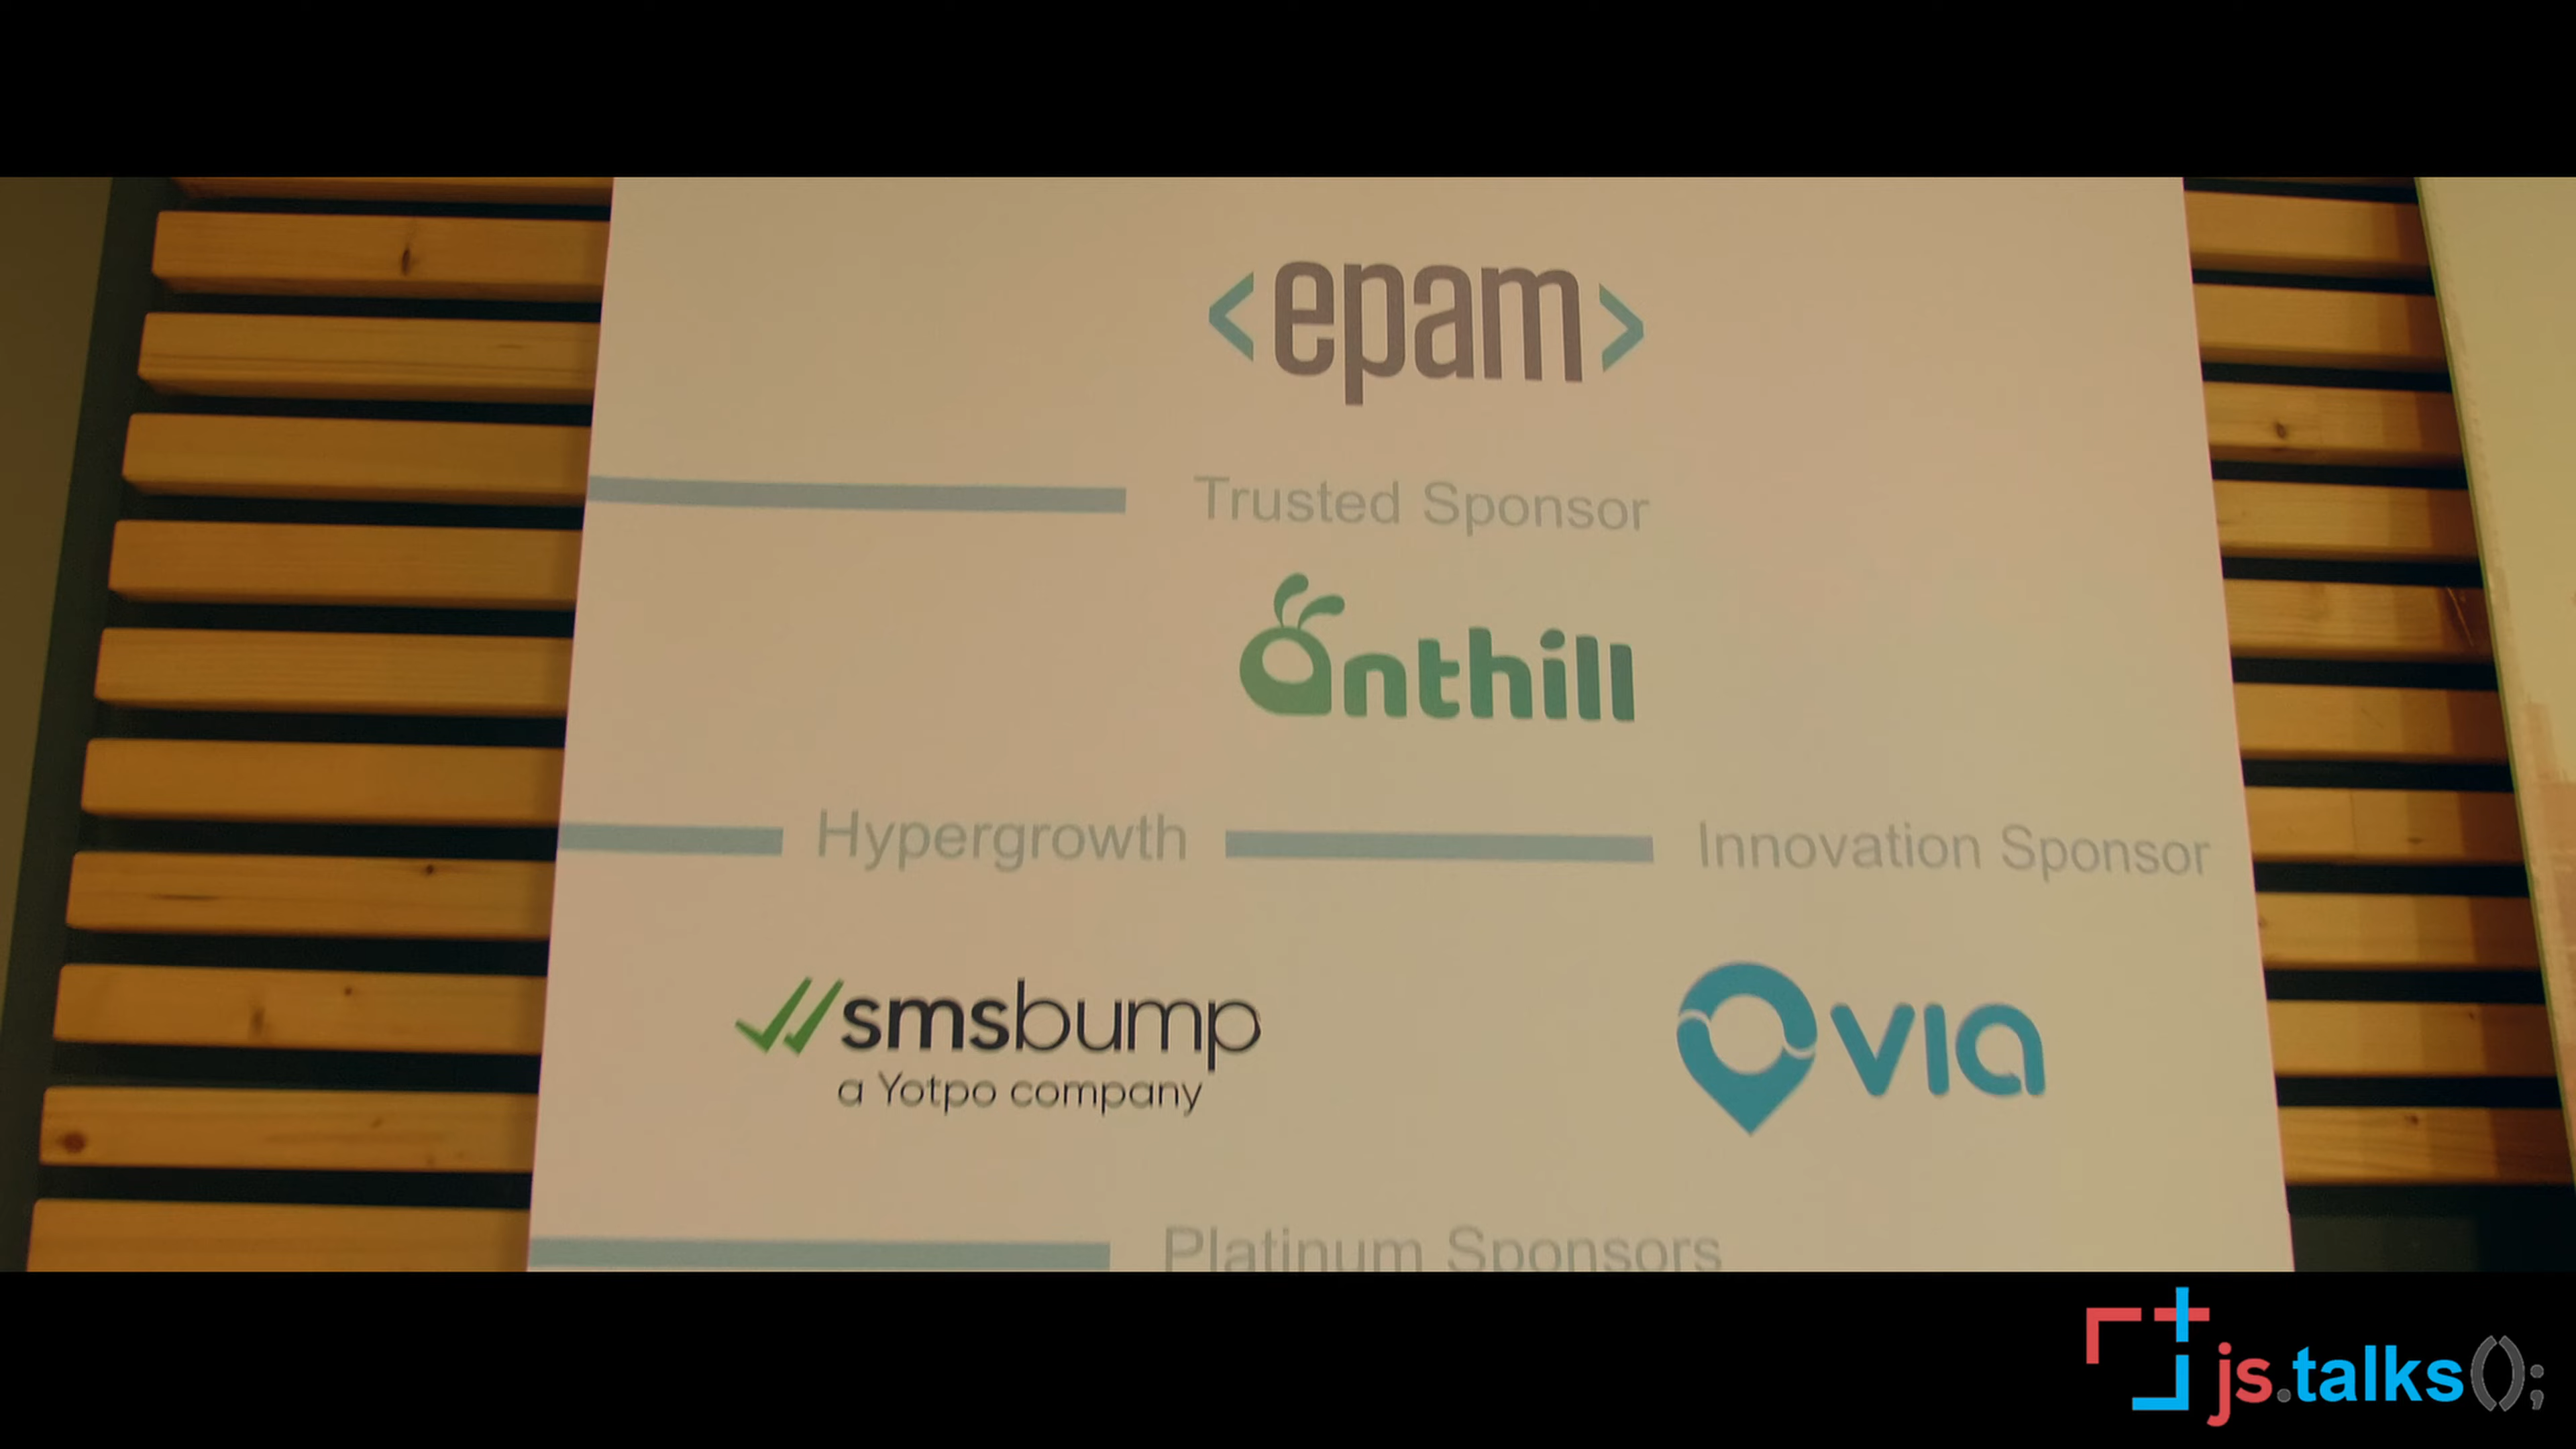 <epam>
Trusted Sponsor
anthill
Hypergrowth
Innovation Sponsor
smsbump
a Yotpo company
via
Platinum Sponsors
js.talks();